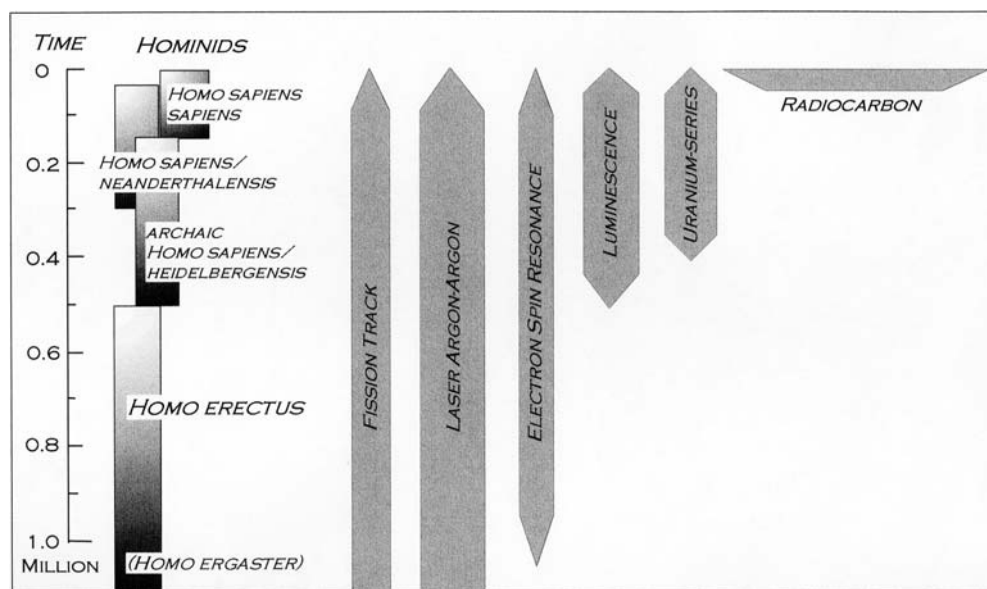 TIME
HOMINIDS
0
0.2
0.4
0.6
0.8
1.0
MILLION
HOMO SAPIENS
SAPIENS
HOMO SAPIENS/
NEANDERTHALENSIS
ARCHAIC
HOMO SAPIENS/
HEIDELBERGENSIS
HOMO ERECTUS
(HOMO ERGASTER)
FISSION TRACK
LASER ARGON-ARGON
ELECTRON SPIN RESONANCE
LUMINESCENCE
URANIUM-SERIES
RADIOCARBON